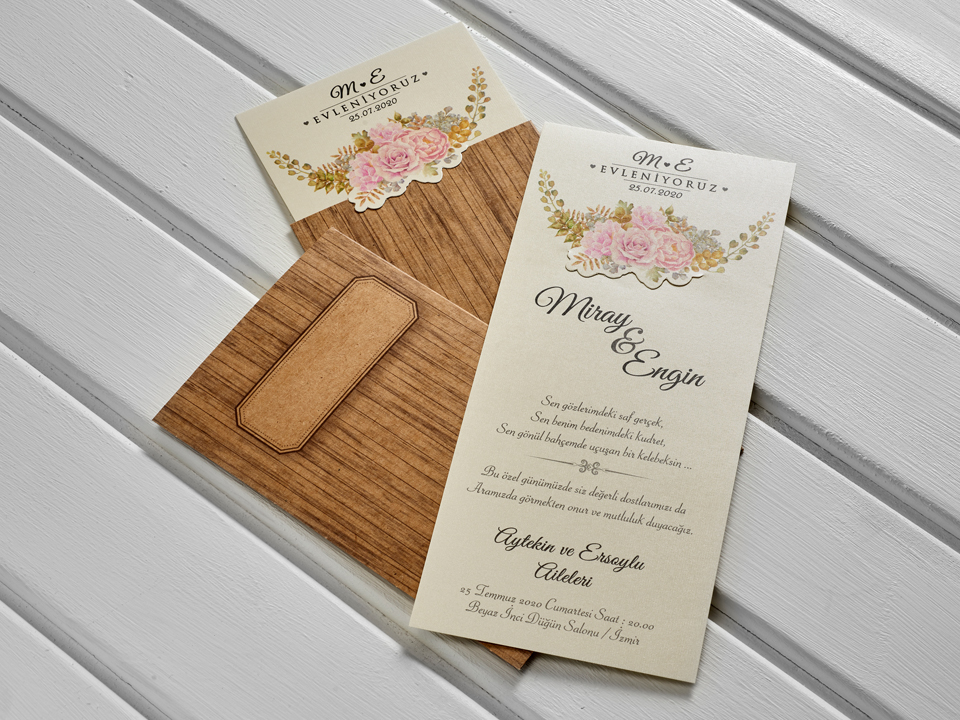 M ♥ E
♥ EVLENİYORUZ ♥
25.07.2020
M ♥ E
♥ EVLENİYORUZ ♥
25.07.2020
Miray
&
Engin
Sen gözlerimdeki saf gerçek,
Sen benim bedenimdeki kudret,
Sen gönül bahçemde uçuşan bir kelebeksin ...
Bu özel günümüzde siz değerli dostlarımızı da
Aramızda görmekten onur ve mutluluk duyacağız.
Aytekin ve Ersoylu
Aileleri
25 Temmuz 2020 Cumartesi Saat : 20.00
Beyaz İnci Düğün Salonu / İzmir